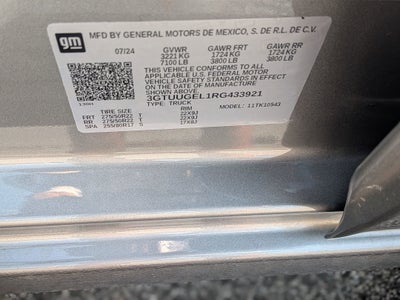 gm
MFD BY GENERAL MOTORS DE MEXICO, S. DE R.L. DE C.V.
07/24 GVWR GAWR FRT GAWR RR
3221 KG 1724 KG 1724 KG
7100 LB 3800 LB 3800 LB
THIS VEHICLE CONFORMS TO ALL
APPLICABLE U.S. FEDERAL MOTOR
VEHICLE SAFETY STANDARDS IN EFFECT
ON THE DATE OF MANUFACTURE
SHOWN ABOVE.
3GTUUGEL1RG433921
TYPE: TRUCK MODEL: 11TK10543
TIRE SIZE RIM
FRT 275/50R22 T 22X9J
RR 275/50R22 T 22X9J
SPA 255/80R17 S 17X8J